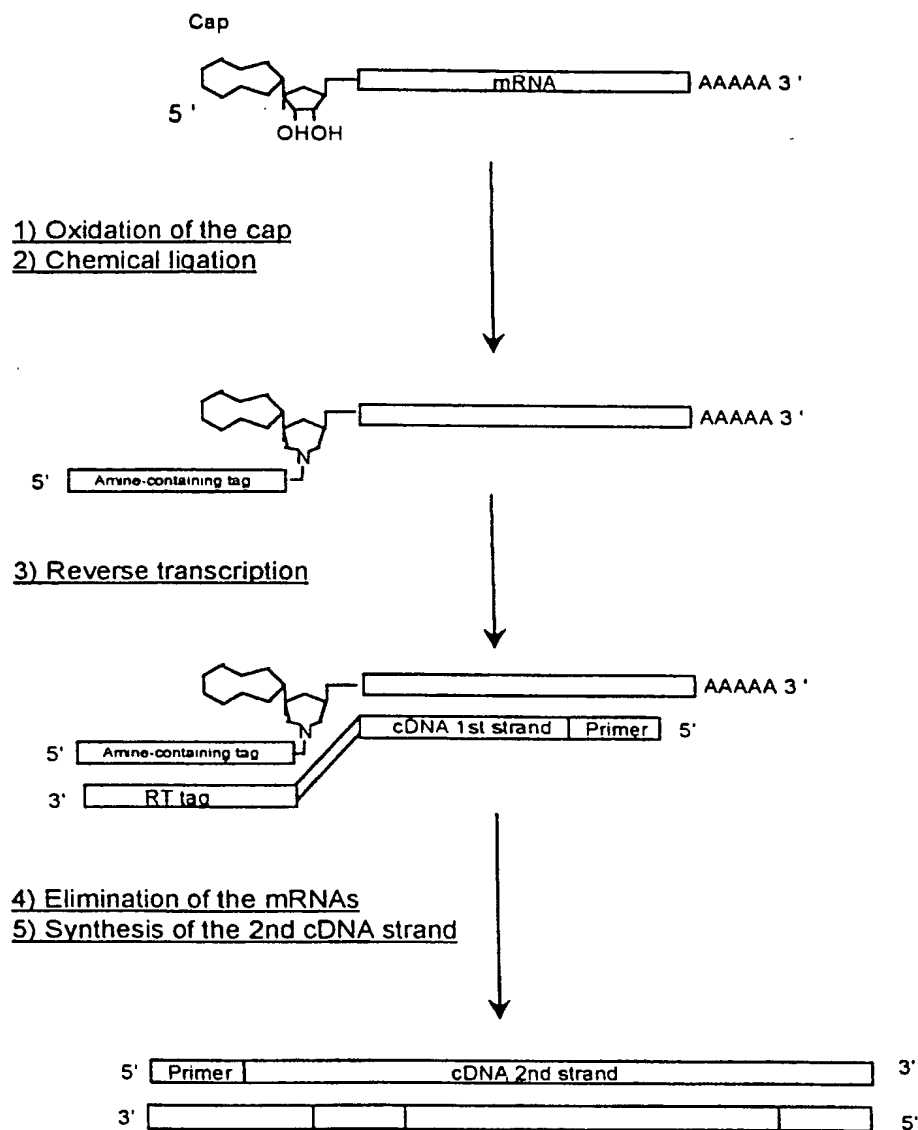 Cap
mRNA AAAAA 3 '
5 '
OHOH
1) Oxidation of the cap
2) Chemical ligation
AAAAA 3 '
N
5' Amine-containing tag
3) Reverse transcription
AAAAA 3 '
cDNA 1st strand Primer 5'
N
5' Amine-containing tag
3' RT tag
4) Elimination of the mRNAs
5) Synthesis of the 2nd cDNA strand
5' Primer cDNA 2nd strand 3'
3' 5'